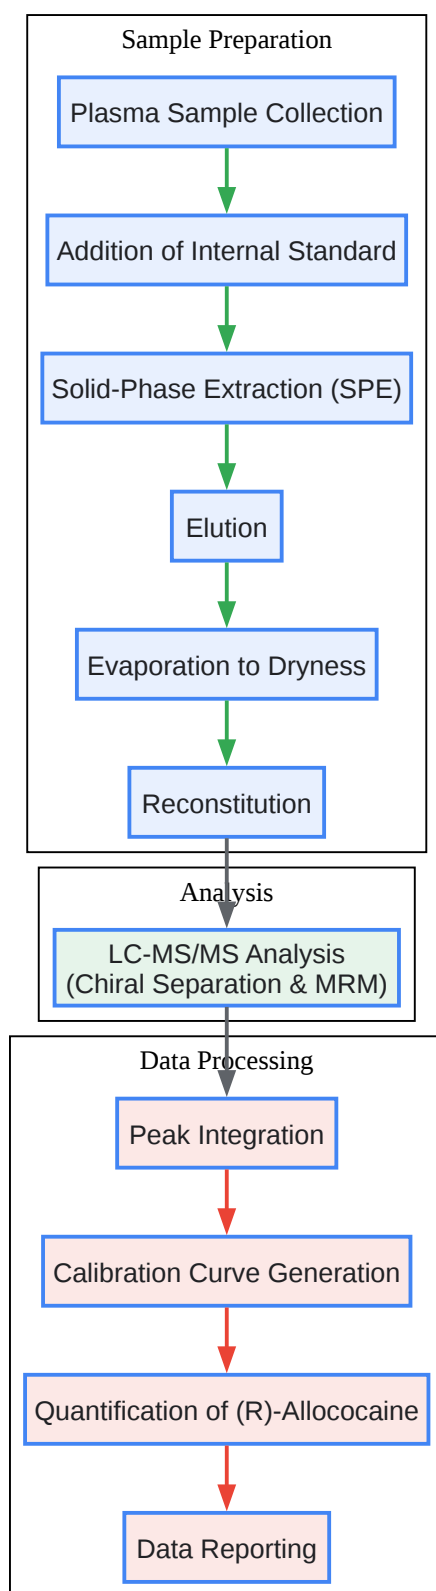 Sample Preparation
Plasma Sample Collection
Addition of Internal Standard
Solid-Phase Extraction (SPE)
Elution
Evaporation to Dryness
Reconstitution
Analysis
LC-MS/MS Analysis
(Chiral Separation & MRM)
Data Processing
Peak Integration
Calibration Curve Generation
Quantification of (R)-Allococaine
Data Reporting